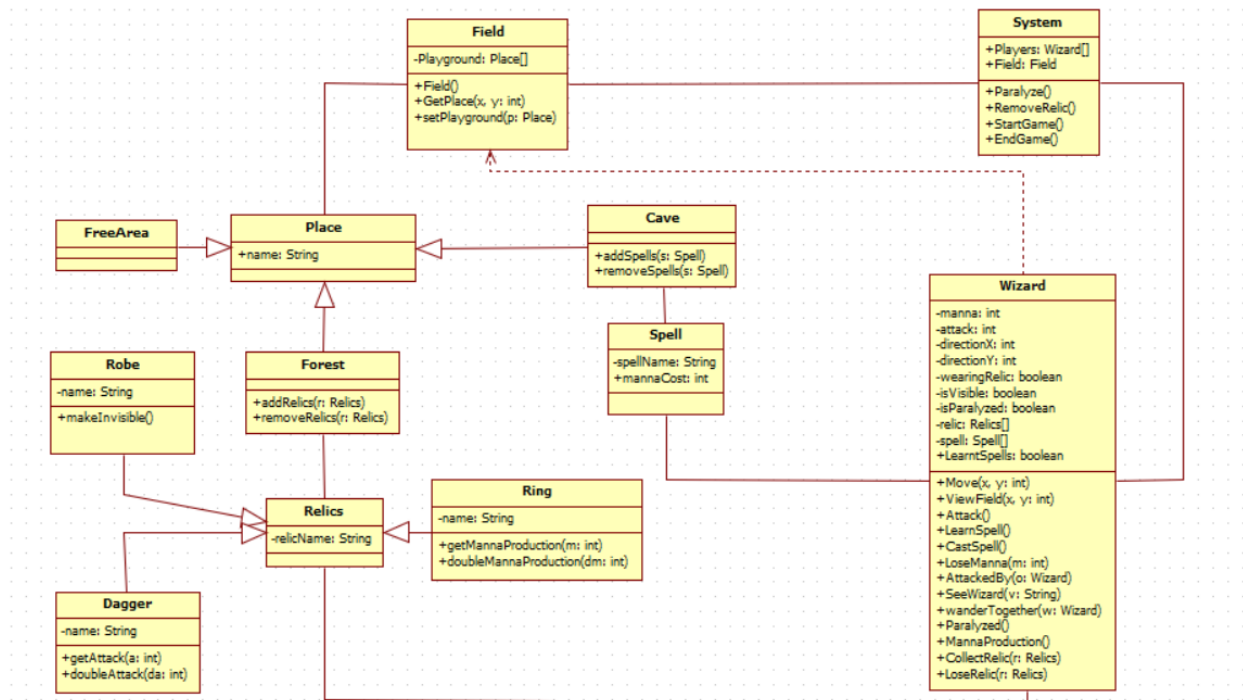 Field
-Playground: Place[]
+Field()
+GetPlace(x, y: int)
+setPlayground(p: Place)
System
+Players: Wizard[]
+Field: Field
+Paralyze()
+RemoveRelic()
+StartGame()
+EndGame()
FreeArea
Place
+name: String
Cave
+addSpells(s: Spell)
+removeSpells(s: Spell)
Wizard
-manna: int
-attack: int
-directionX: int
-directionY: int
-wearingRelic: boolean
-isVisible: boolean
-isParalyzed: boolean
-relic: Relics[]
-spell: Spell[]
+LearntSpells: boolean
+Move(x, y: int)
+ViewField(x, y: int)
+Attack()
+LearnSpell()
+CastSpell()
+LoseManna(m: int)
+AttackedBy(o: Wizard)
+SeeWizard(v: String)
+wanderTogether(w: Wizard)
+Paralyzed()
+MannaProduction()
+CollectRelic(r: Relics)
+LoseRelic(r: Relics)
Spell
-spellName: String
+mannaCost: int
Robe
-name: String
+makeInvisible()
Forest
+addRelics(r: Relics)
+removeRelics(r: Relics)
Relics
-relicName: String
Ring
-name: String
+getMannaProduction(m: int)
+doubleMannaProduction(dm: int)
Dagger
-name: String
+getAttack(a: int)
+doubleAttack(da: int)